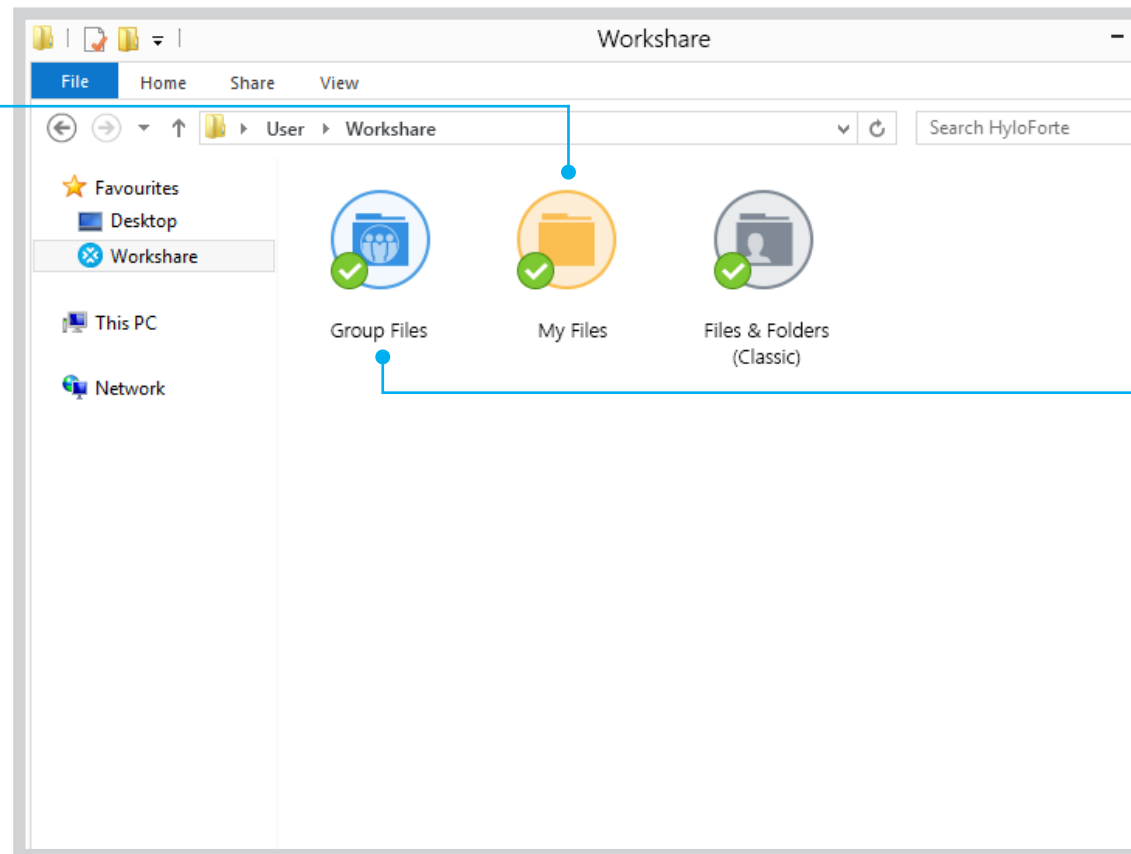 Workshare
File Home Share View
User Workshare
Search HyloForte
Favourites
Desktop
Workshare
This PC
Network
Group Files
My Files
Files & Folders
(Classic)